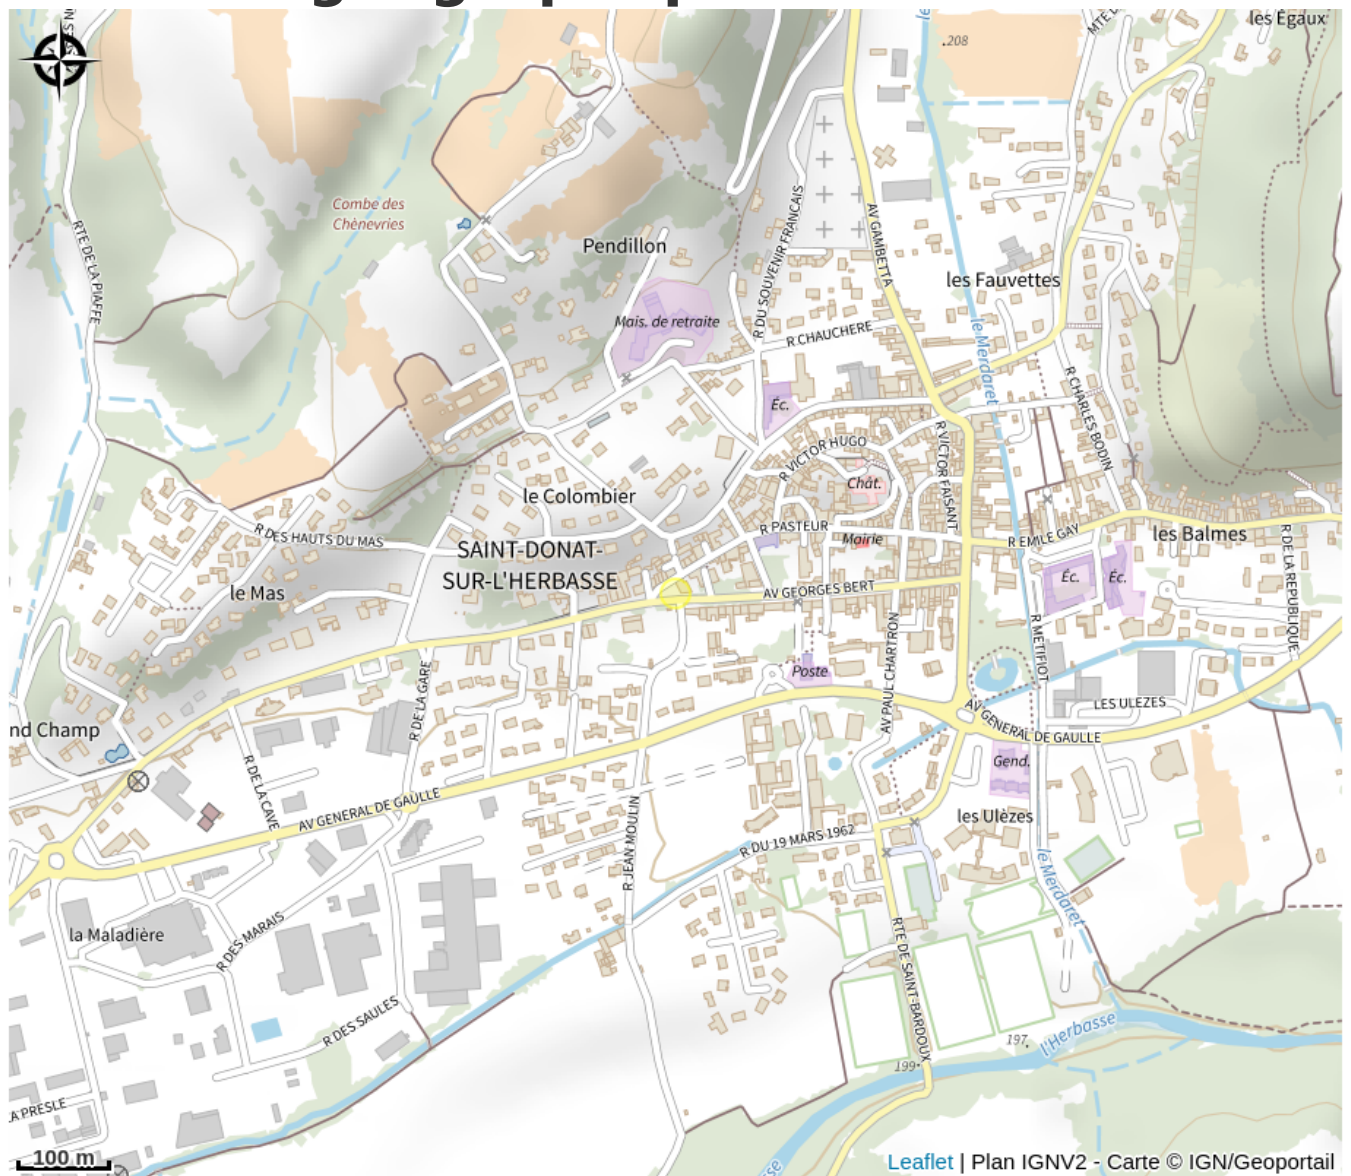 208
les Égaux
Combe des
Chènevries
RTE DE LA PIAFFE
Pendillon
R DU SOUVENIR FRANCAIS
AV GAMBETTA
les Fauvettes
Mais. de retraite
R CHAUCHERE
le Merdaret
Éc.
R CHARLES BODIN
R VICTOR HUGO
R VICTOR FAISANT
Chât.
le Colombier
R PASTEUR
Mairie
R DES HAUTS DU MAS
SAINT-DONAT-
SUR-L'HERBASSE
R EMILE GAY
les Balmes
R DE LA REPUBLIQUE
le Mas
AV GEORGES BERT
Éc.
Éc.
R METIFIOT
AV PAUL CHARTRON
Poste
R DE LA GARE
LES ULEZES
nd Champ
AV GENERAL DE GAULLE
R DE LA CAVE
Gend.
AV GENERAL DE GAULLE
les Ulèzes
R JEAN MOULIN
R DU 19 MARS 1962
le Merdaret
la Maladière
R DES MARAIS
RTE DE SAINT-BARDOUX
R DES SAULES
197
l'Herbasse
199
LA PRESLE
100 m
Leaflet | Plan IGNV2 - Carte © IGN/Geoportail